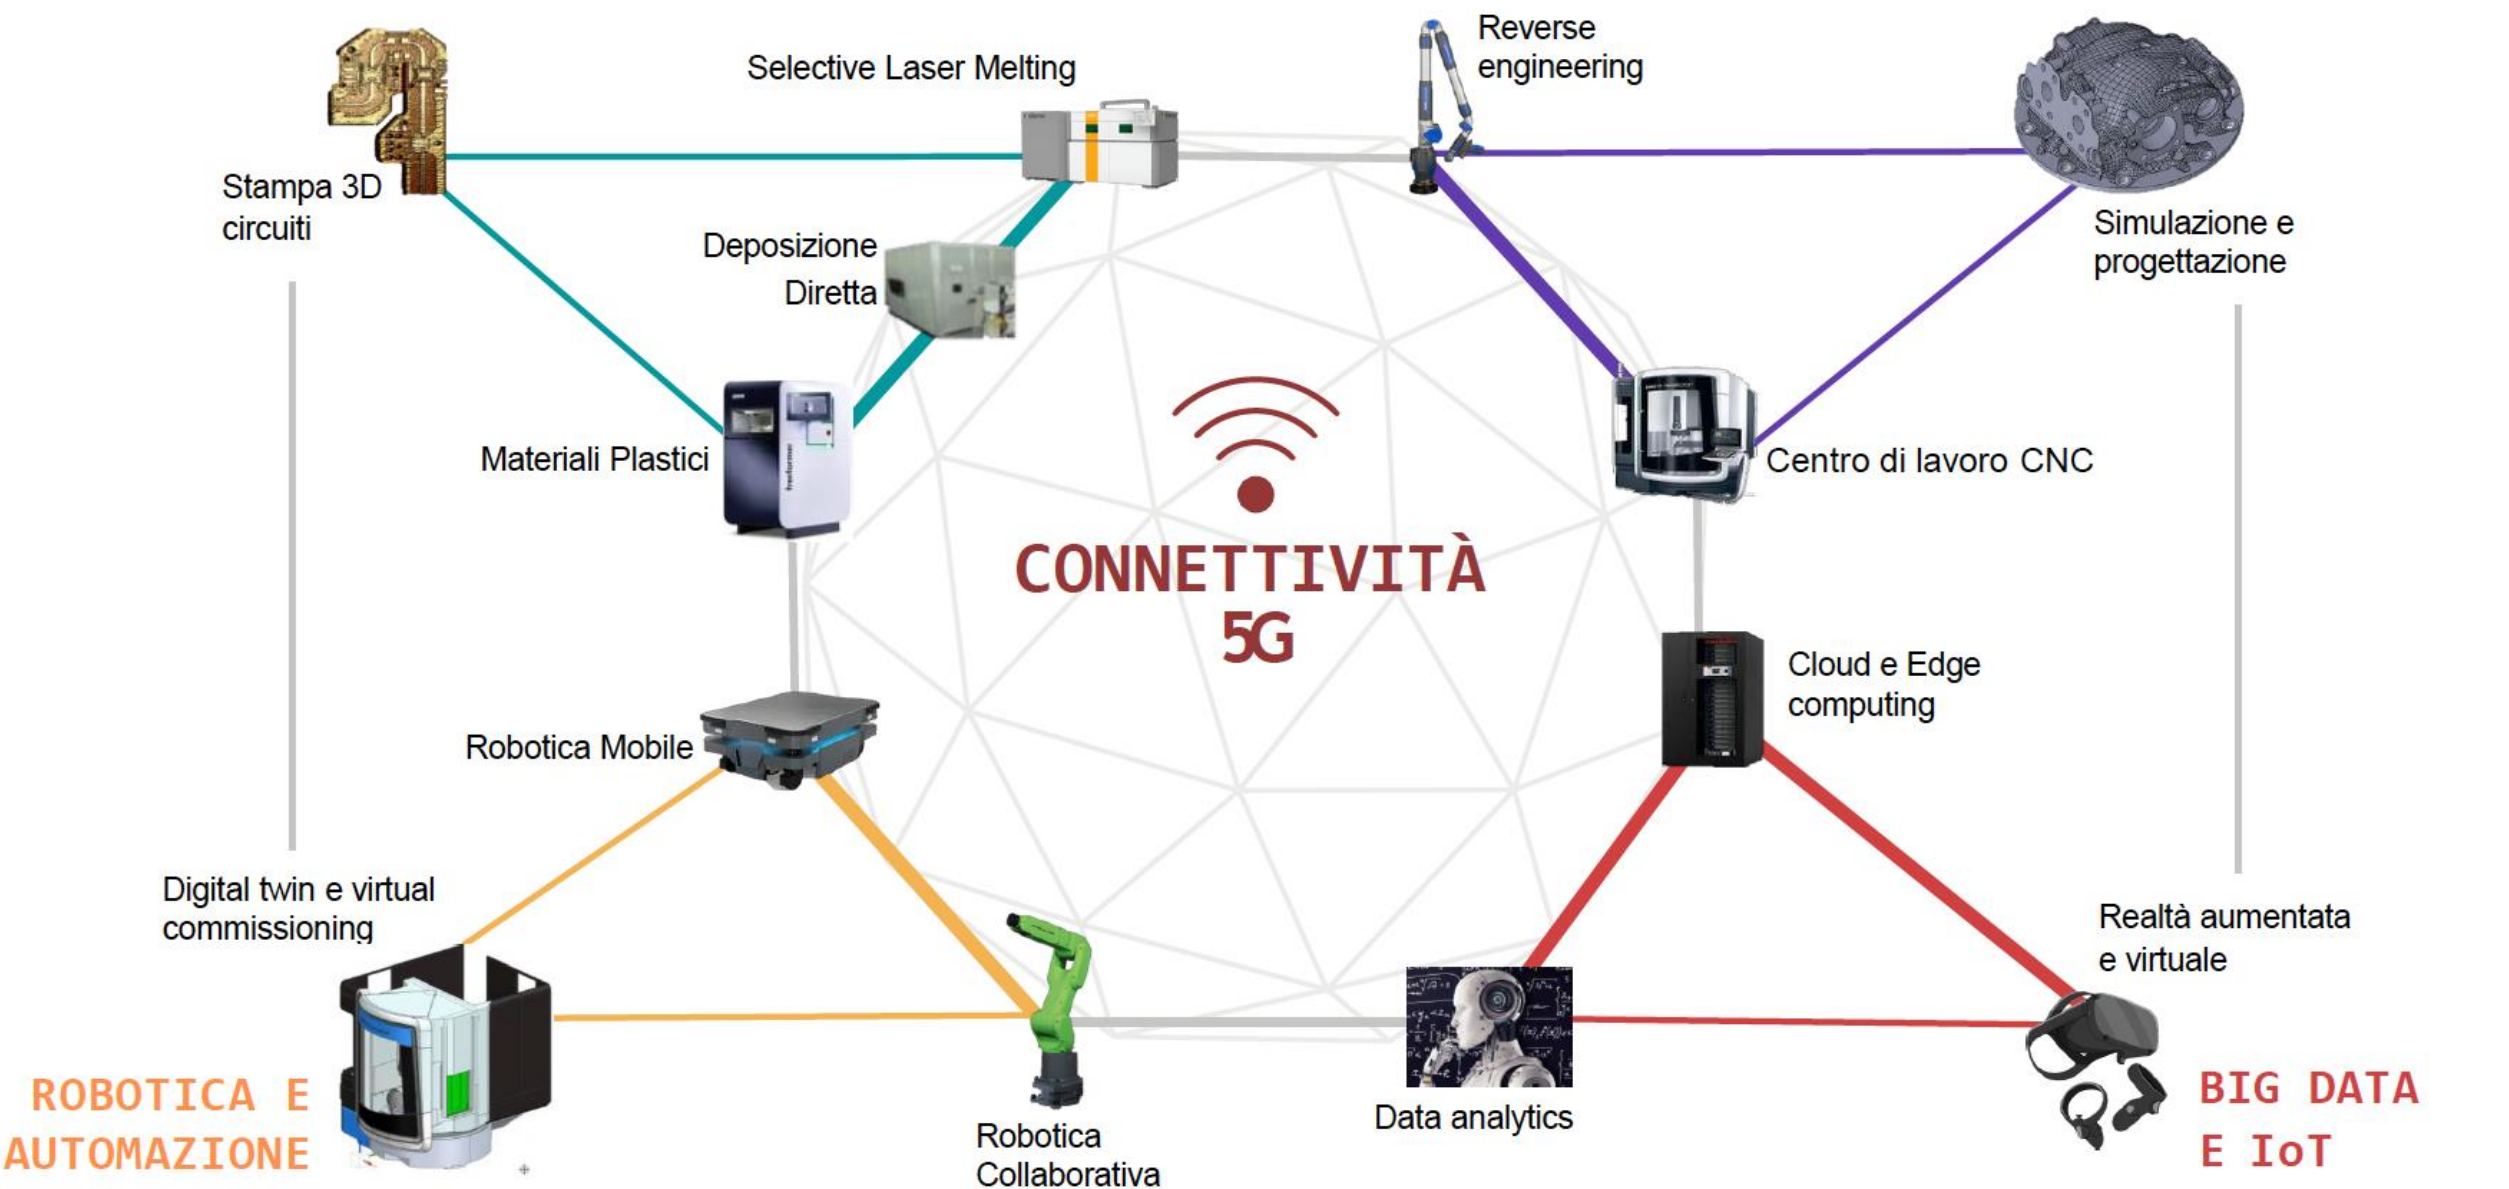 Reverse
engineering
Selective Laser Melting
Stampa 3D
circuiti
Deposizione
Diretta
Simulazione e
progettazione
Materiali Plastici
Centro di lavoro CNC
CONNETTIVITÀ
5G
Cloud e Edge
computing
Robotica Mobile
Digital twin e virtual
commissioning
Realtà aumentata
e virtuale
ROBOTICA E
AUTOMAZIONE
Data analytics
BIG DATA
E IoT
Robotica
Collaborativa
freeformer